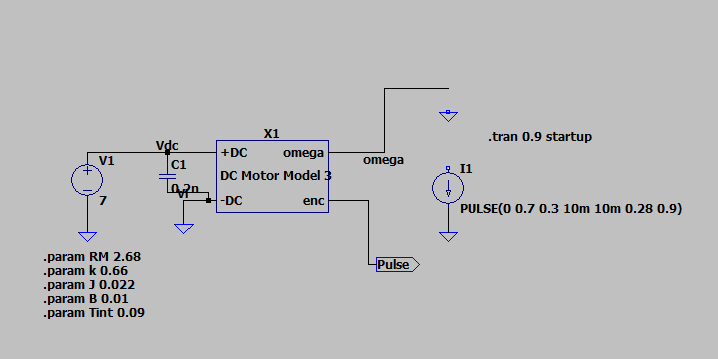 X1
Vdc
V1
C1
0.2n
7
+DC
omega
DC Motor Model 3
-DC
enc
Vf
omega
.tran 0.9 startup
I1
PULSE(0 0.7 0.3 10m 10m 0.28 0.9)
Pulse
.param RM 2.68
.param k 0.66
.param J 0.022
.param B 0.01
.param Tint 0.09